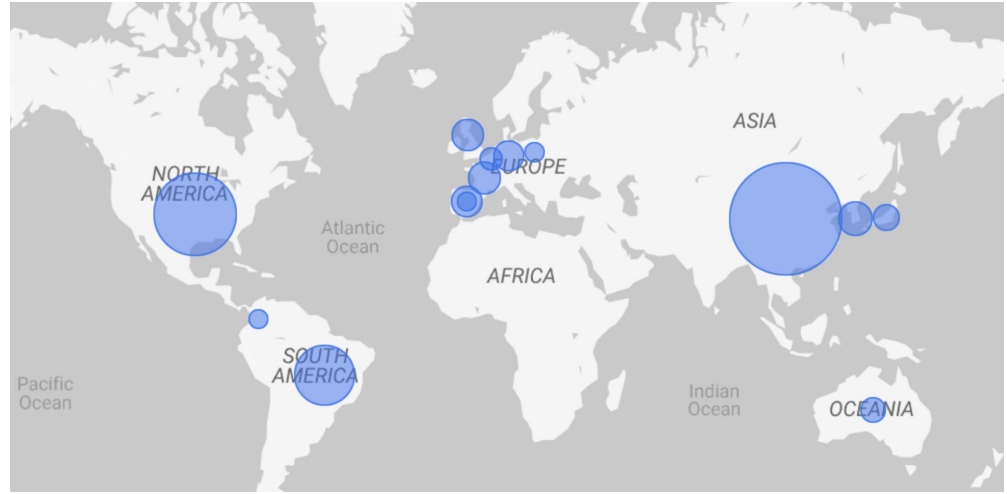 ASIA
NORTH
AMERICA
EUROPE
Atlantic
Ocean
AFRICA
SOUTH
AMERICA
Pacific
Ocean
Indian
Ocean
OCEANIA